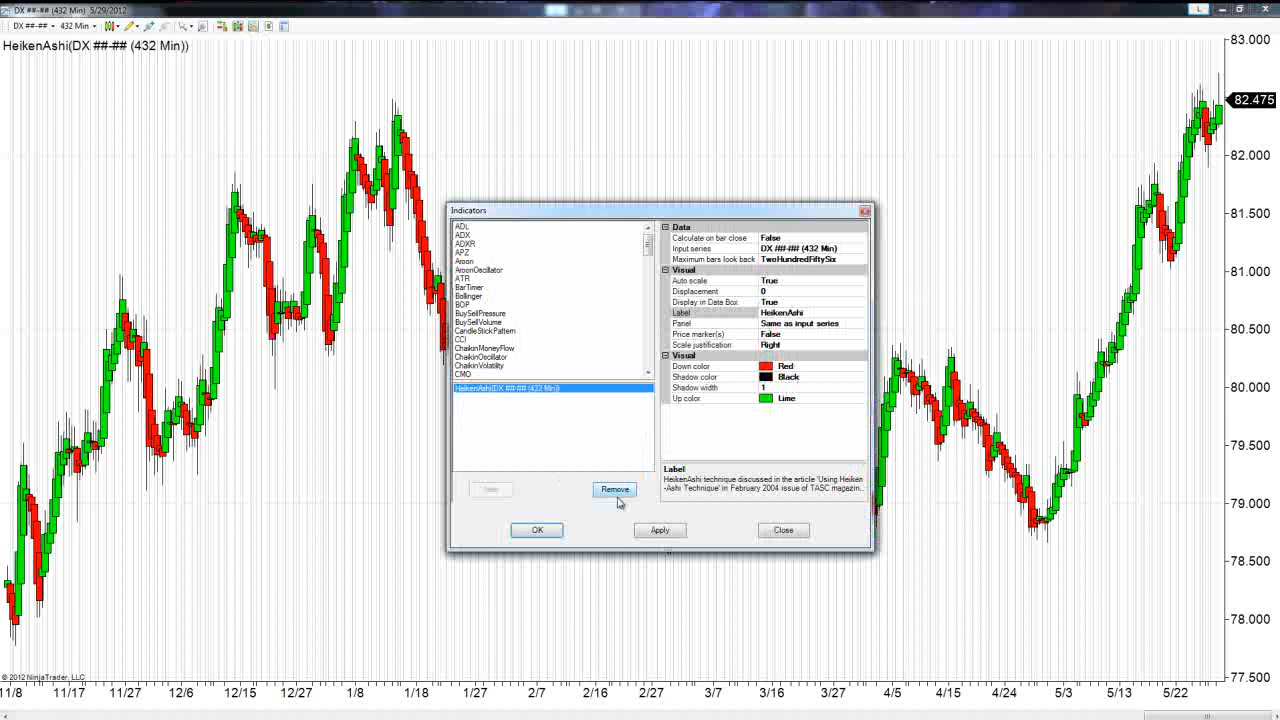 DX ##-## (432 Min) 5/29/2012
DX ##-## 432 Min
HeikenAshi(DX ##-## (432 Min))
83.000
82.475
82.000
81.500
81.000
80.500
80.000
79.500
79.000
78.500
78.000
77.500
Indicators
ADL
ADX
ADXR
APZ
Aroon
AroonOscillator
ATR
BarTimer
Bollinger
BOP
BuySellPressure
BuySellVolume
CandleStickPattern
CCI
ChaikinMoneyFlow
ChaikinOscillator
ChaikinVolatility
CMO
HeikenAshi(DX ##-## (432 Min))
New
Remove
Data
Calculate on bar close False
Input series DX ##-## (432 Min)
Maximum bars look back TwoHundredFiftySix
Visual
Auto scale True
Displacement 0
Display in Data Box True
Label HeikenAshi
Panel Same as input series
Price marker(s) False
Scale justification Right
Visual
Down color Red
Shadow color Black
Shadow width 1
Up color Lime
Label
HeikenAshi technique discussed in the article 'Using Heiken
-Ashi Technique' in February 2004 issue of TASC magazin...
OK
Apply
Close
© 2012 NinjaTrader, LLC
11/8 11/17 11/27 12/6 12/15 12/27 1/8 1/18 1/27 2/7 2/16 2/27 3/7 3/16 3/27 4/5 4/15 4/24 5/3 5/13 5/22